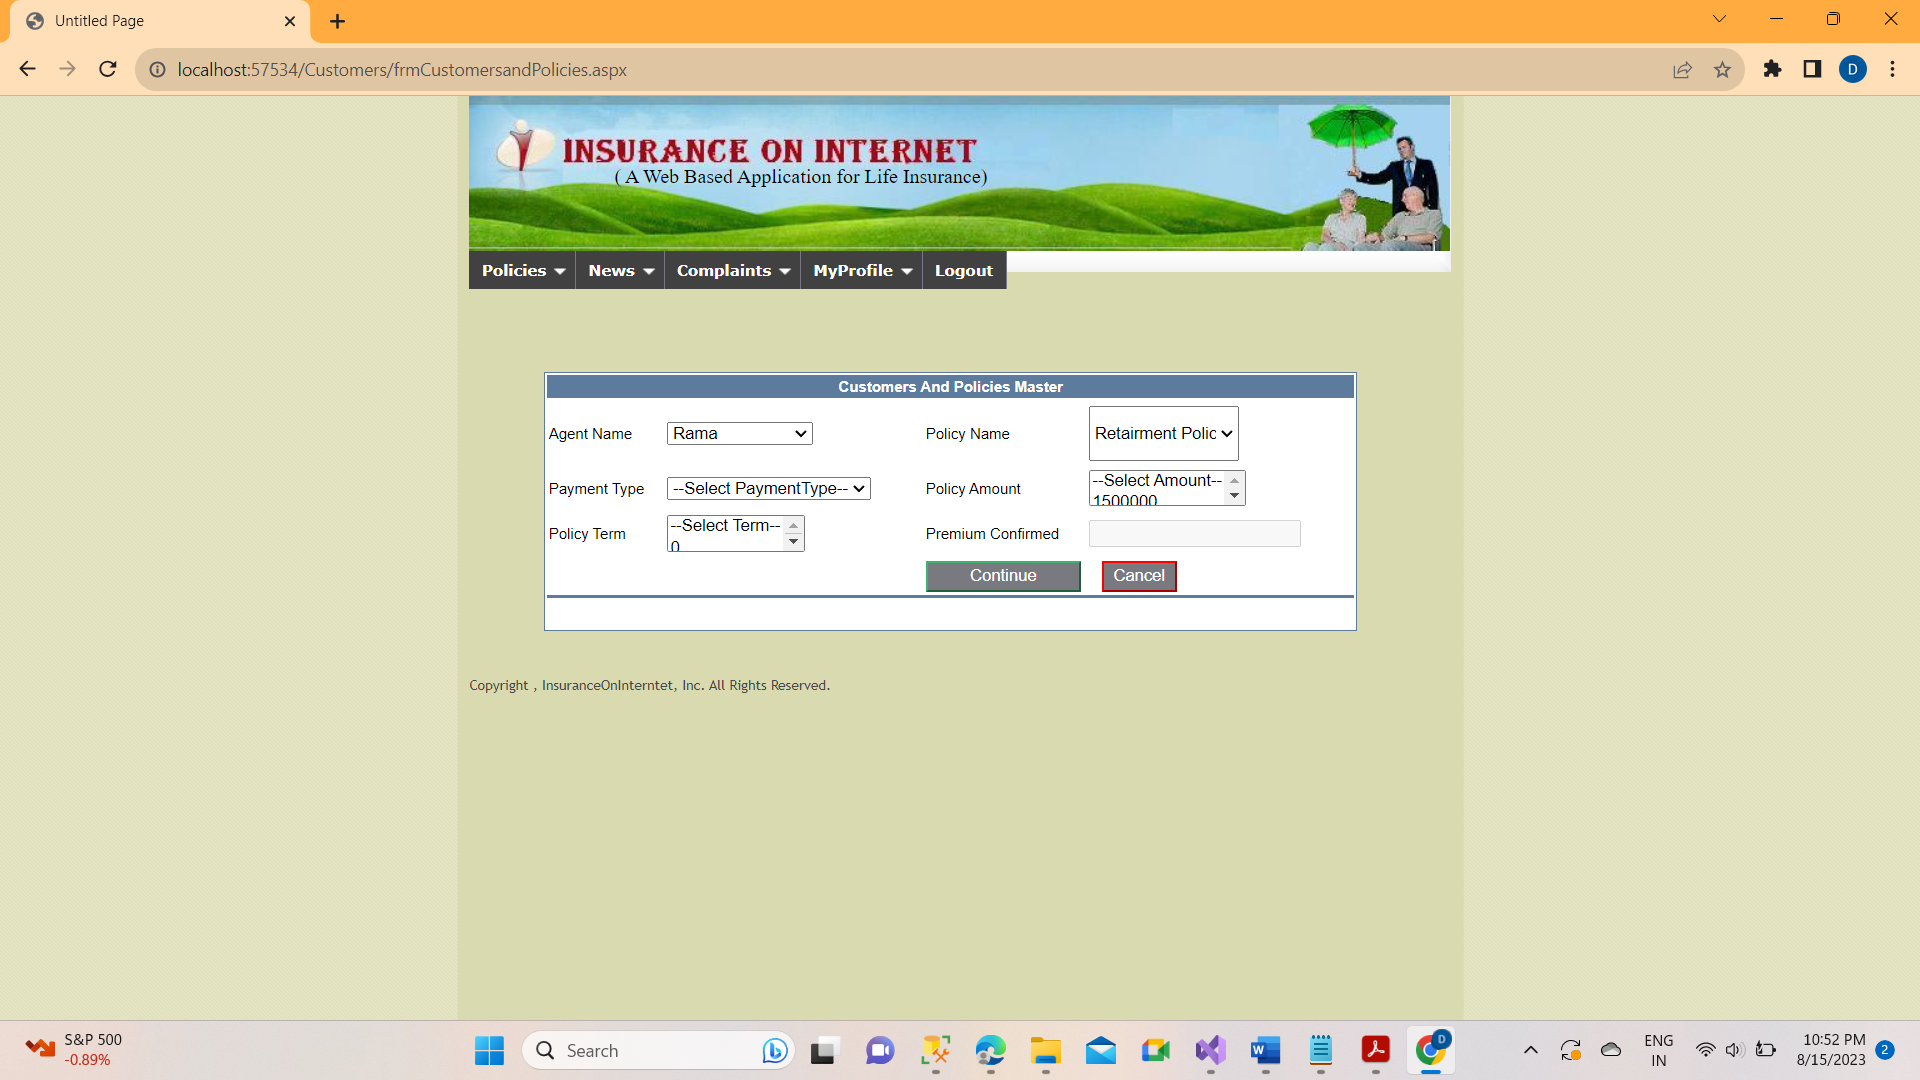 Untitled Page
localhost:57534/Customers/frmCustomersandPolicies.aspx
D
INSURANCE ON INTERNET
( A Web Based Application for Life Insurance)
Policies News Complaints MyProfile Logout
Customers And Policies Master
Agent Name Rama Policy Name Retairment Polic
Payment Type --Select PaymentType-- Policy Amount --Select Amount--
1500000
Policy Term --Select Term-- Premium Confirmed
0
Continue Cancel
Copyright , InsuranceOnInterntet, Inc. All Rights Reserved.
S&P 500
-0.89%
Search
W
D
ENG
IN
10:52 PM
8/15/2023
2